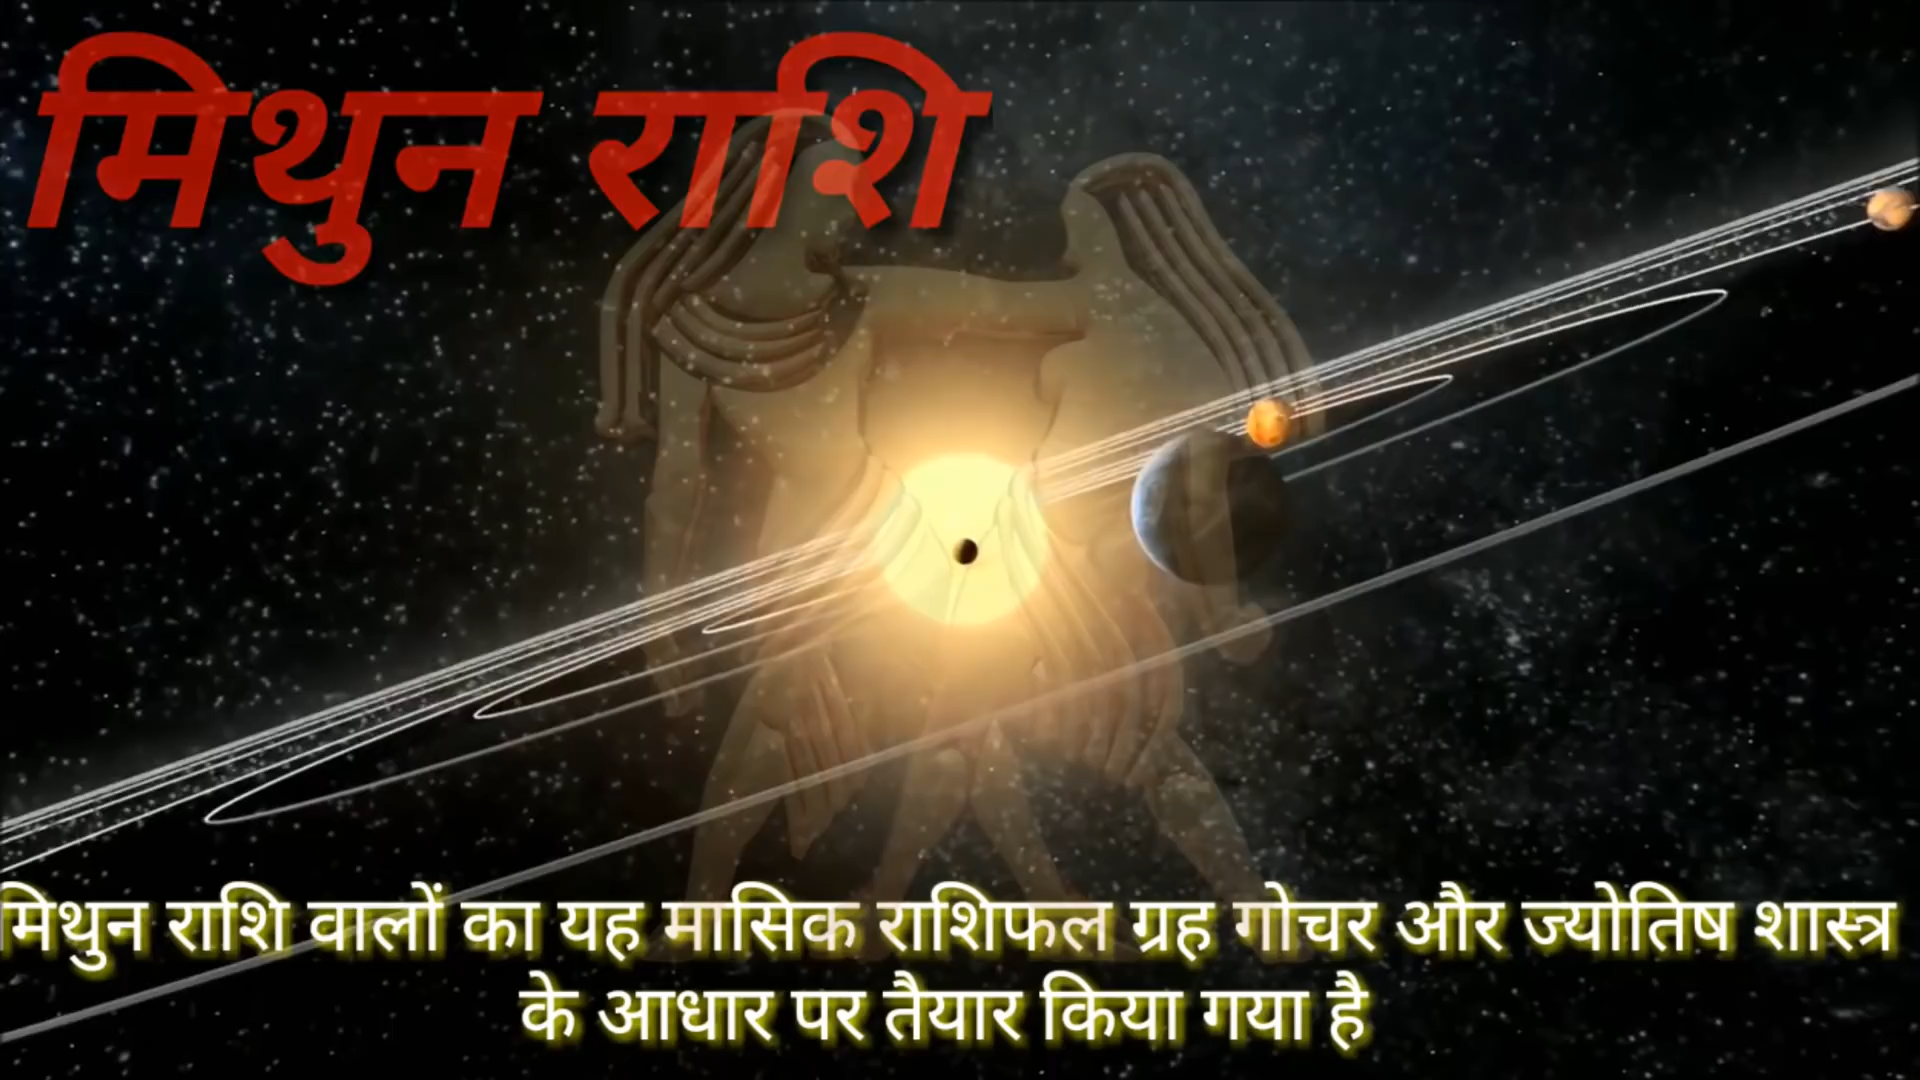 मिथुन राशि
मिथुन राशि वालों का यह मासिक राशिफल ग्रह गोचर और ज्योतिष शास्त्र
के आधार पर तैयार किया गया है